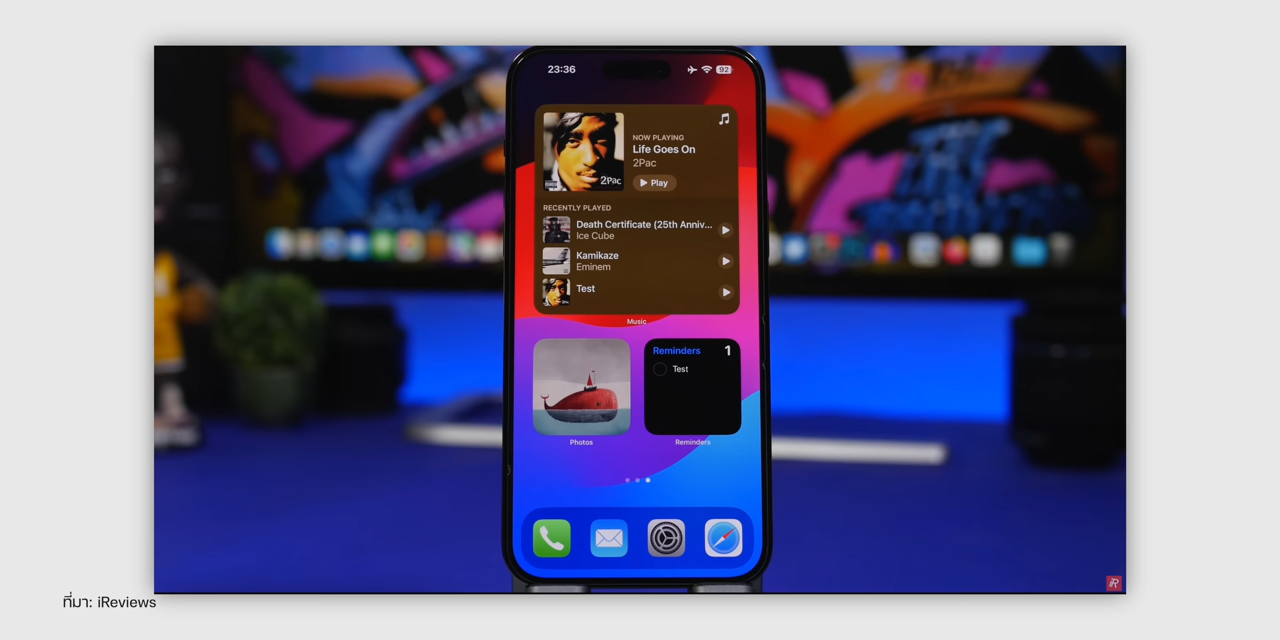 23:36
92
NOW PLAYING
Life Goes On
2Pac
Play
2Pac
RECENTLY PLAYED
Death Certificate (25th Anniv...
Ice Cube
Kamikaze
Eminem
Test
Music
Reminders
1
Test
Photos
Reminders
iR
ที่มา: iReviews